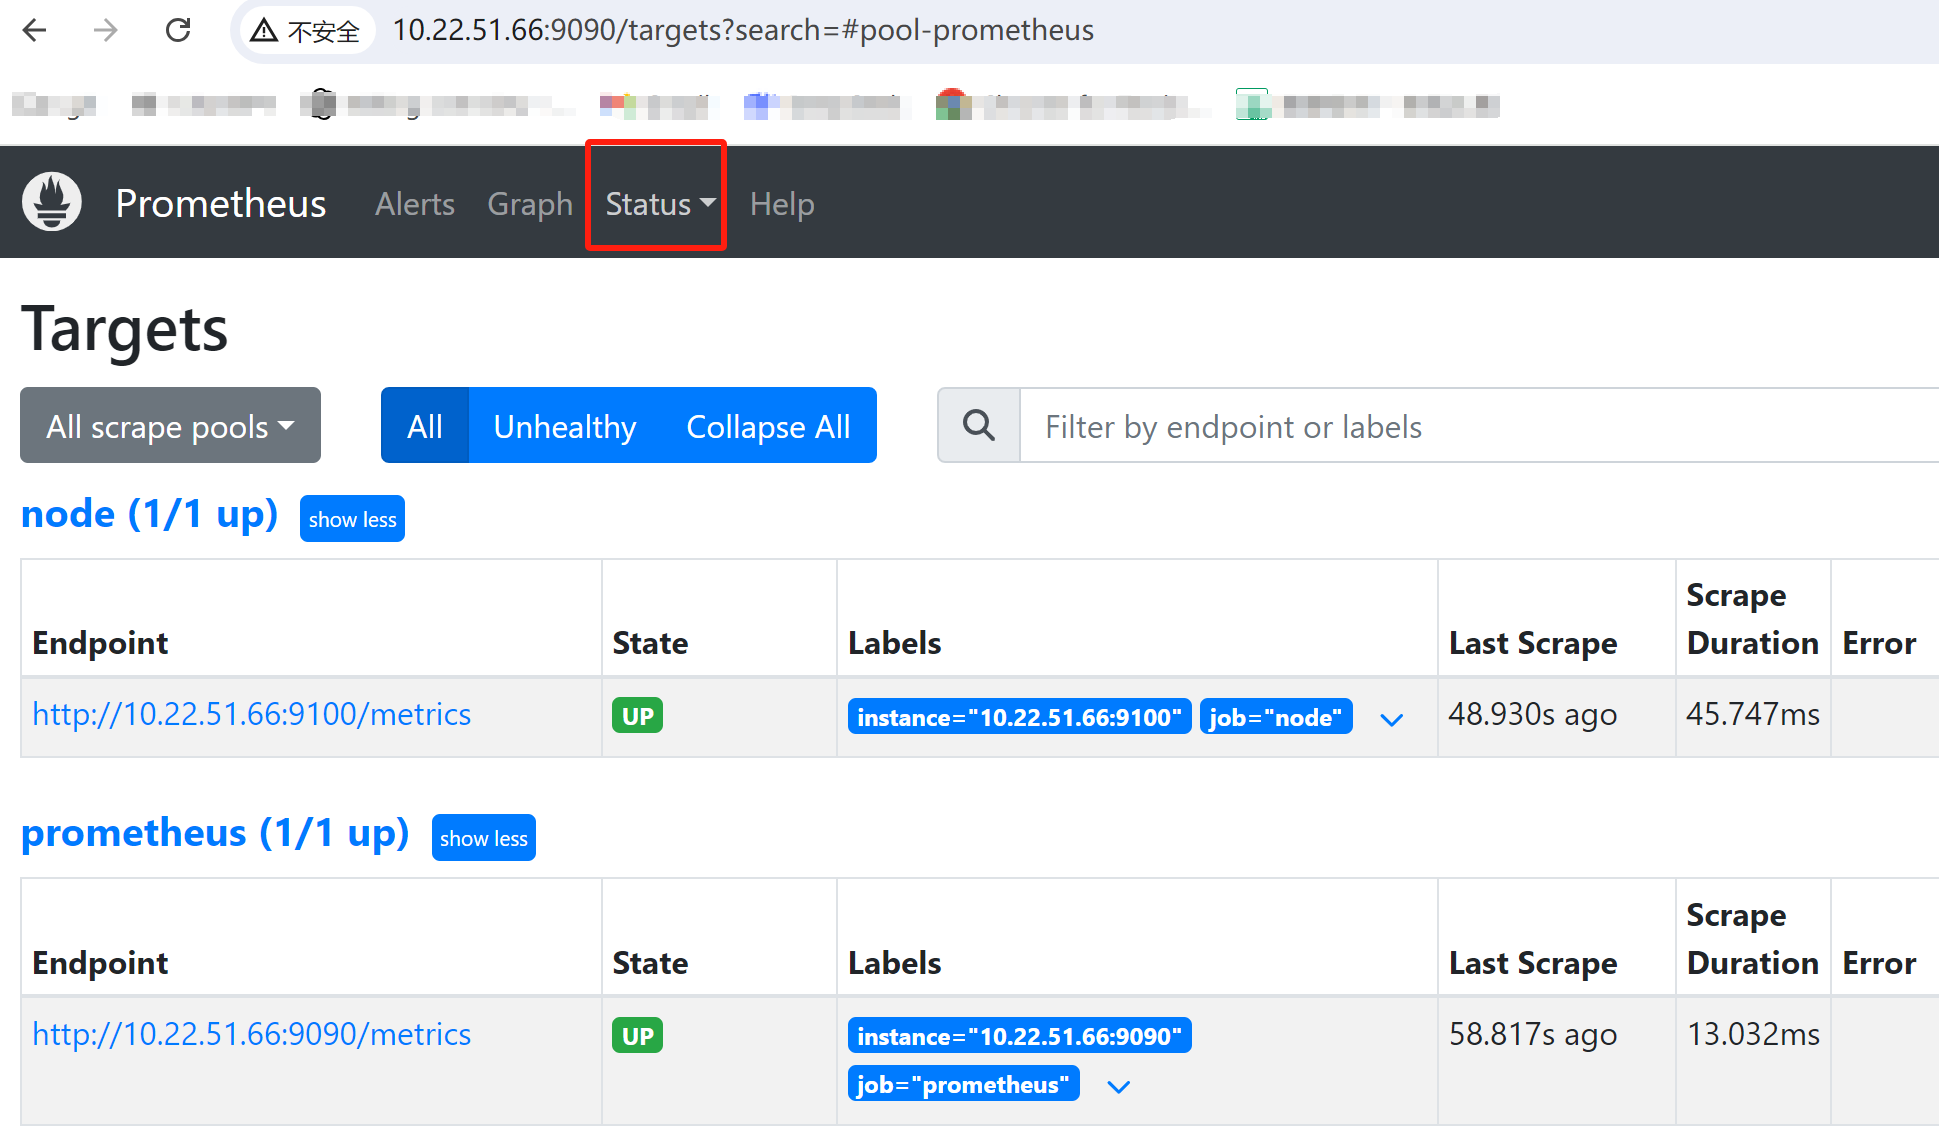 不安全 10.22.51.66:9090/targets?search=#pool-prometheus
Prometheus Alerts Graph Status Help
Targets
All scrape pools All Unhealthy Collapse All Filter by endpoint or labels
node (1/1 up) show less
Endpoint State Labels Last Scrape Scrape Duration Error
http://10.22.51.66:9100/metrics UP instance="10.22.51.66:9100" job="node" 48.930s ago 45.747ms
prometheus (1/1 up) show less
Endpoint State Labels Last Scrape Scrape Duration Error
http://10.22.51.66:9090/metrics UP instance="10.22.51.66:9090" 58.817s ago 13.032ms
job="prometheus"